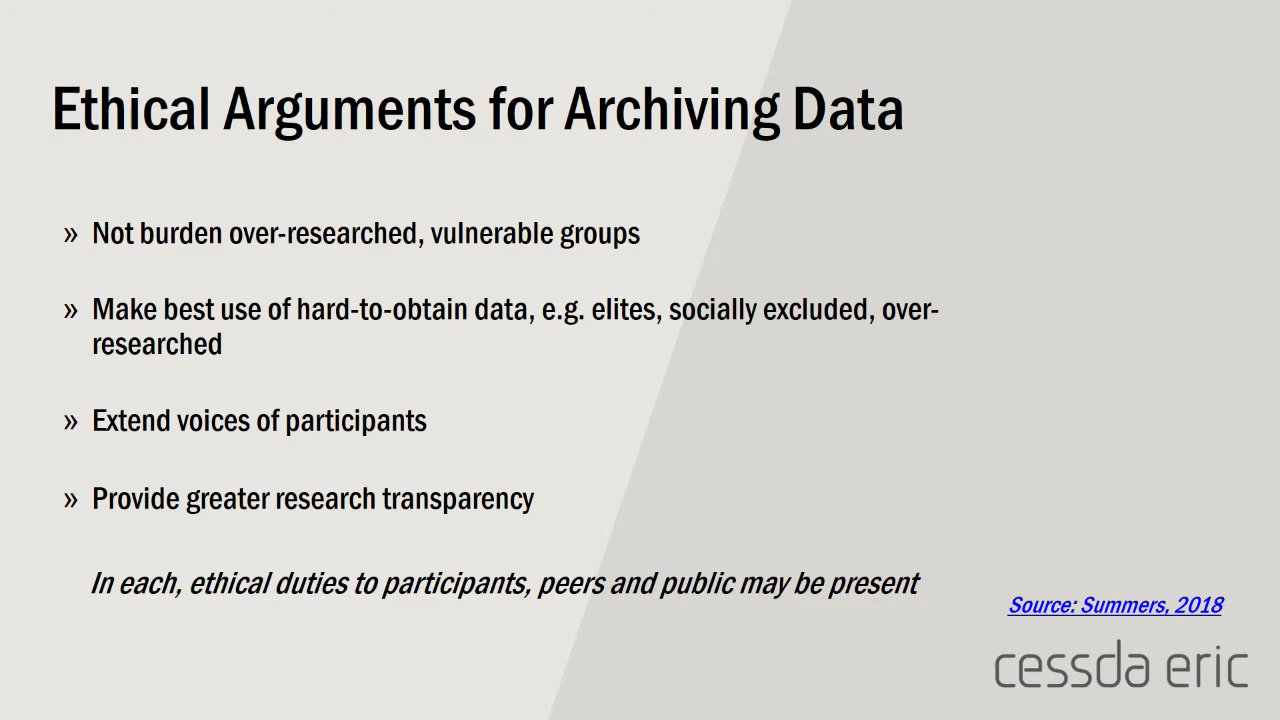 Ethical Arguments for Archiving Data
» Not burden over-researched, vulnerable groups
» Make best use of hard-to-obtain data, e.g. elites, socially excluded, over-
researched
» Extend voices of participants
» Provide greater research transparency
In each, ethical duties to participants, peers and public may be present
Source: Summers, 2018
cessda eric